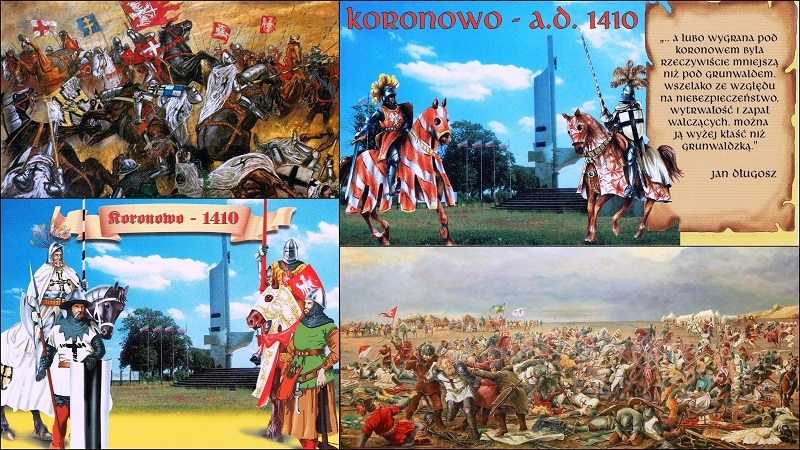 KORONOWO - A.D. 1410
„.. A LUBO WYGRANA POD
KORONOWEM BYŁA
RZECZYWIŚCIE MNIEJSZĄ
NIŻ POD GRUNWALDEM,
WSZELAKO ZE WZGLĘDU
NA NIEBEZPIECZEŃSTWO,
WYTRWAŁOŚĆ I ZAPAŁ
WALCZĄCYCH, MOŻNA
JĄ WYŻEJ KŁAŚĆ NIŻ
GRUNWALDZKĄ."
JAN DŁUGOSZ
Koronowo - 1410